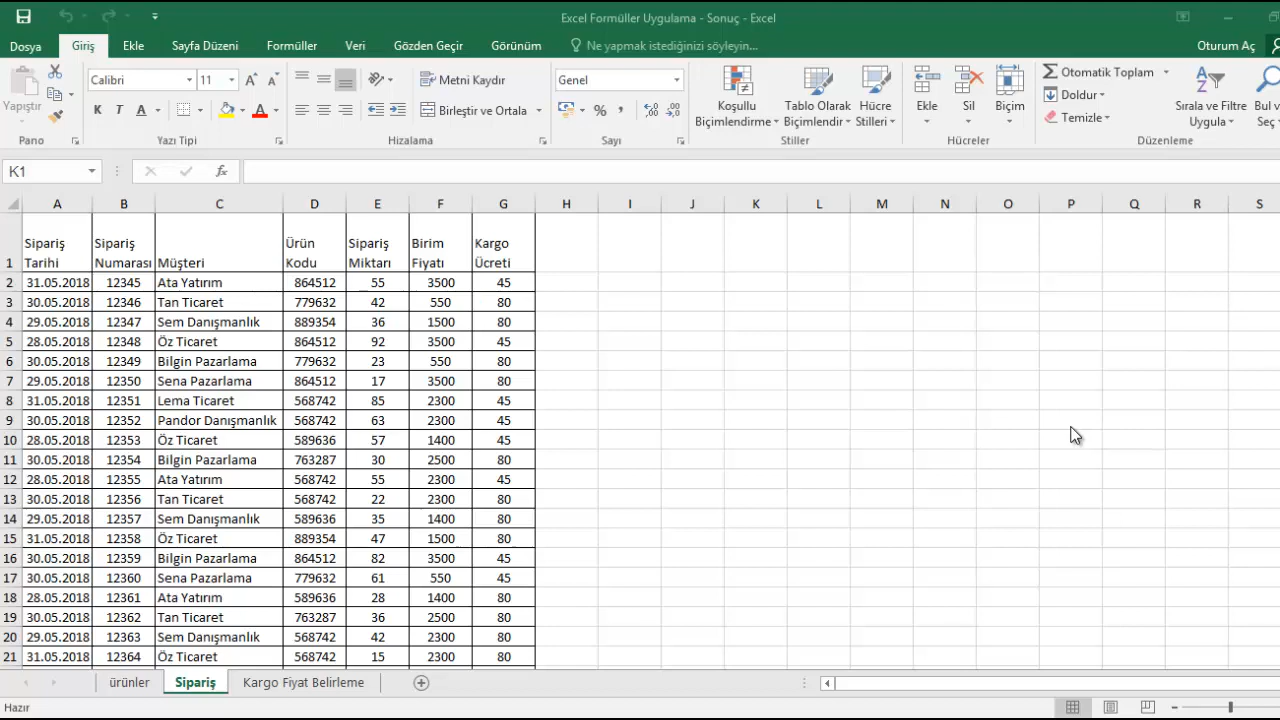 Excel Formüller Uygulama - Sonuç - Excel
Dosya Giriş Ekle Sayfa Düzeni Formüller Veri Gözden Geçir Görünüm Ne yapmak istediğinizi söyleyin... Oturum Aç
Yapıştır
Calibri 11
K T A
Metni Kaydır
Birleştir ve Ortala
Genel
Koşullu Biçimlendirme
Tablo Olarak Biçimlendir
Hücre Stilleri
Ekle Sil Biçim
Otomatik Toplam
Doldur
Temizle
Sırala ve Filtre Uygula
Bul v
Seç
Pano Yazı Tipi Hizalama Sayı Stiller Hücreler Düzenleme
K1 fx
A B C D E F G H I J K L M N O P Q R S
1 Sipariş Tarihi Sipariş Numarası Müşteri Ürün Kodu Sipariş Miktarı Birim Fiyatı Kargo Ücreti
2 31.05.2018 12345 Ata Yatırım 864512 55 3500 45
3 30.05.2018 12346 Tan Ticaret 779632 42 550 80
4 29.05.2018 12347 Sem Danışmanlık 889354 36 1500 80
5 28.05.2018 12348 Öz Ticaret 864512 92 3500 45
6 30.05.2018 12349 Bilgin Pazarlama 779632 23 550 80
7 29.05.2018 12350 Sena Pazarlama 864512 17 3500 80
8 31.05.2018 12351 Lema Ticaret 568742 85 2300 45
9 30.05.2018 12352 Pandor Danışmanlık 568742 63 2300 45
10 28.05.2018 12353 Öz Ticaret 589636 57 1400 45
11 30.05.2018 12354 Bilgin Pazarlama 763287 30 2500 80
12 28.05.2018 12355 Ata Yatırım 568742 55 2300 45
13 30.05.2018 12356 Tan Ticaret 568742 22 2300 80
14 29.05.2018 12357 Sem Danışmanlık 589636 35 1400 80
15 31.05.2018 12358 Öz Ticaret 889354 47 1500 80
16 30.05.2018 12359 Bilgin Pazarlama 864512 82 3500 45
17 30.05.2018 12360 Sena Pazarlama 779632 61 550 45
18 28.05.2018 12361 Ata Yatırım 589636 28 1400 80
19 30.05.2018 12362 Tan Ticaret 763287 36 2500 80
20 29.05.2018 12363 Sem Danışmanlık 568742 42 2300 80
21 31.05.2018 12364 Öz Ticaret 568742 15 2300 80
ürünler Sipariş Kargo Fiyat Belirleme
Hazır